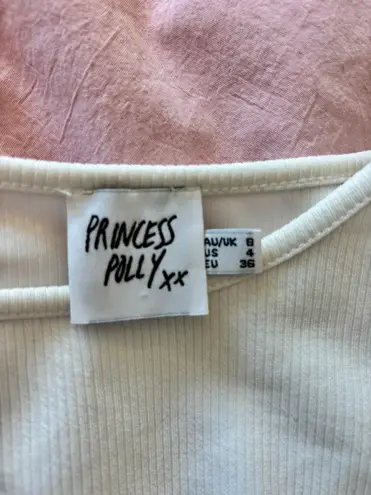 PRINCESS
POLLY xx
AU/UK 8
US 4
EU 36